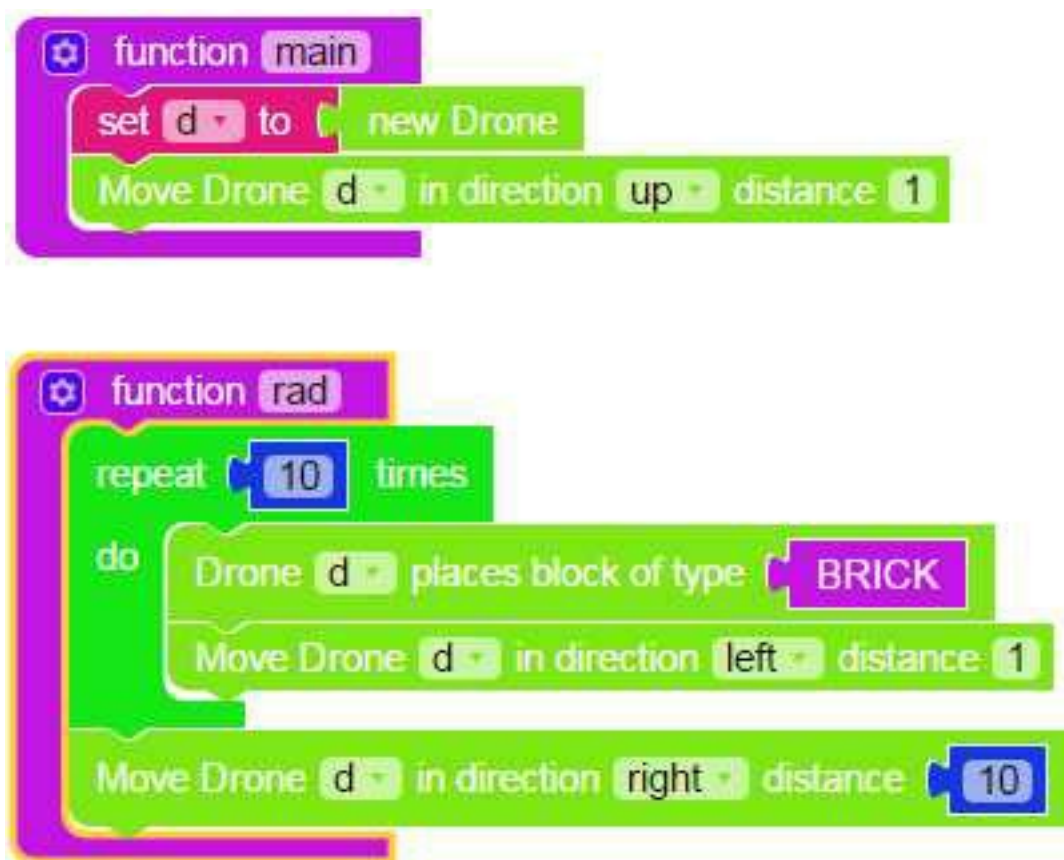 function main
set d to new Drone
Move Drone d in direction up distance 1
function rad
repeat 10 times
do
Drone d places block of type BRICK
Move Drone d in direction left distance 1
Move Drone d in direction right distance 10